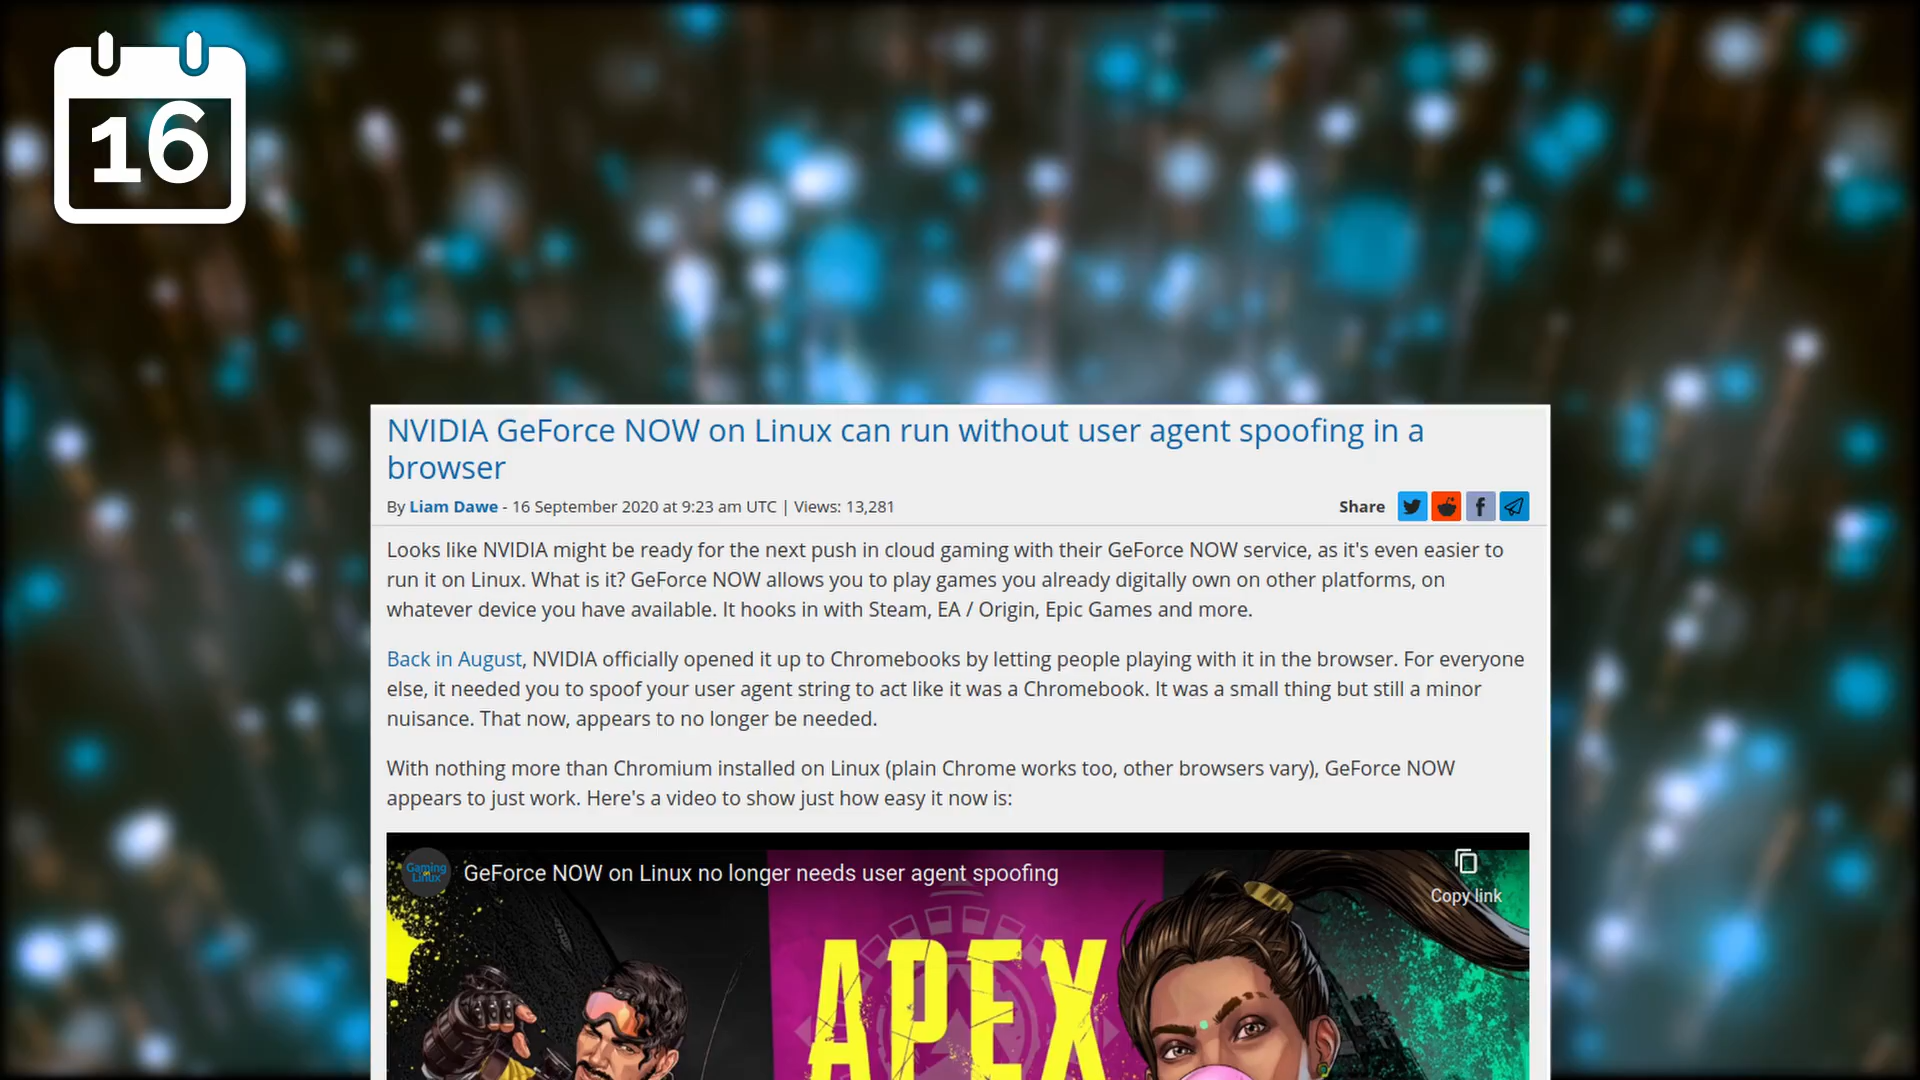 16
NVIDIA GeForce NOW on Linux can run without user agent spoofing in a
browser
By Liam Dawe - 16 September 2020 at 9:23 am UTC | Views: 13,281
Share
Looks like NVIDIA might be ready for the next push in cloud gaming with their GeForce NOW service, as it's even easier to
run it on Linux. What is it? GeForce NOW allows you to play games you already digitally own on other platforms, on
whatever device you have available. It hooks in with Steam, EA / Origin, Epic Games and more.
Back in August, NVIDIA officially opened it up to Chromebooks by letting people playing with it in the browser. For everyone
else, it needed you to spoof your user agent string to act like it was a Chromebook. It was a small thing but still a minor
nuisance. That now, appears to no longer be needed.
With nothing more than Chromium installed on Linux (plain Chrome works too, other browsers vary), GeForce NOW
appears to just work. Here's a video to show just how easy it now is:
Gaming
on
Linux
GeForce NOW on Linux no longer needs user agent spoofing
Copy link
APEX